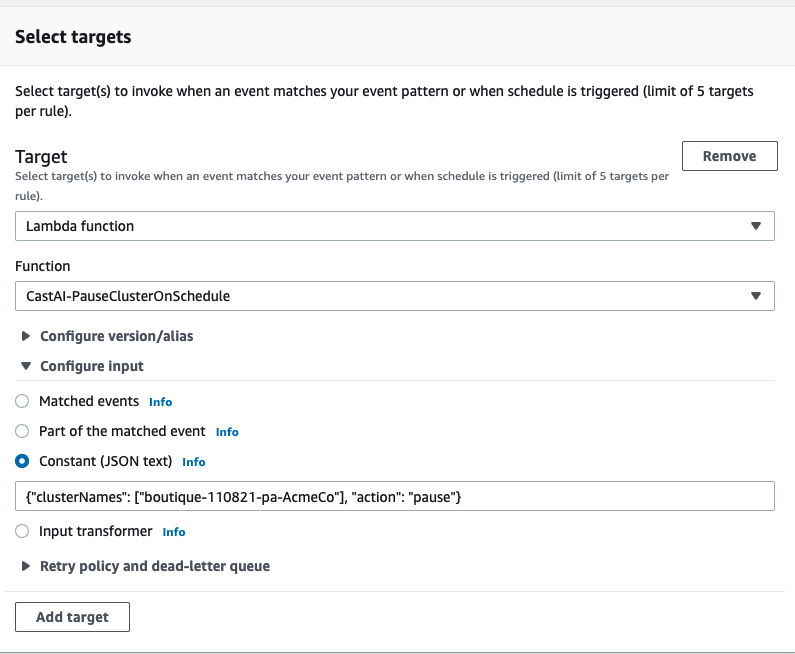 Select targets
Select target(s) to invoke when an event matches your event pattern or when schedule is triggered (limit of 5 targets
per rule).
Target
Remove
Select target(s) to invoke when an event matches your event pattern or when schedule is triggered (limit of 5 targets per
rule).
Lambda function
Function
CastAI-PauseClusterOnSchedule
Configure version/alias
Configure input
Matched events Info
Part of the matched event Info
Constant (JSON text) Info
{"clusterNames": ["boutique-110821-pa-AcmeCo"], "action": "pause"}
Input transformer Info
Retry policy and dead-letter queue
Add target